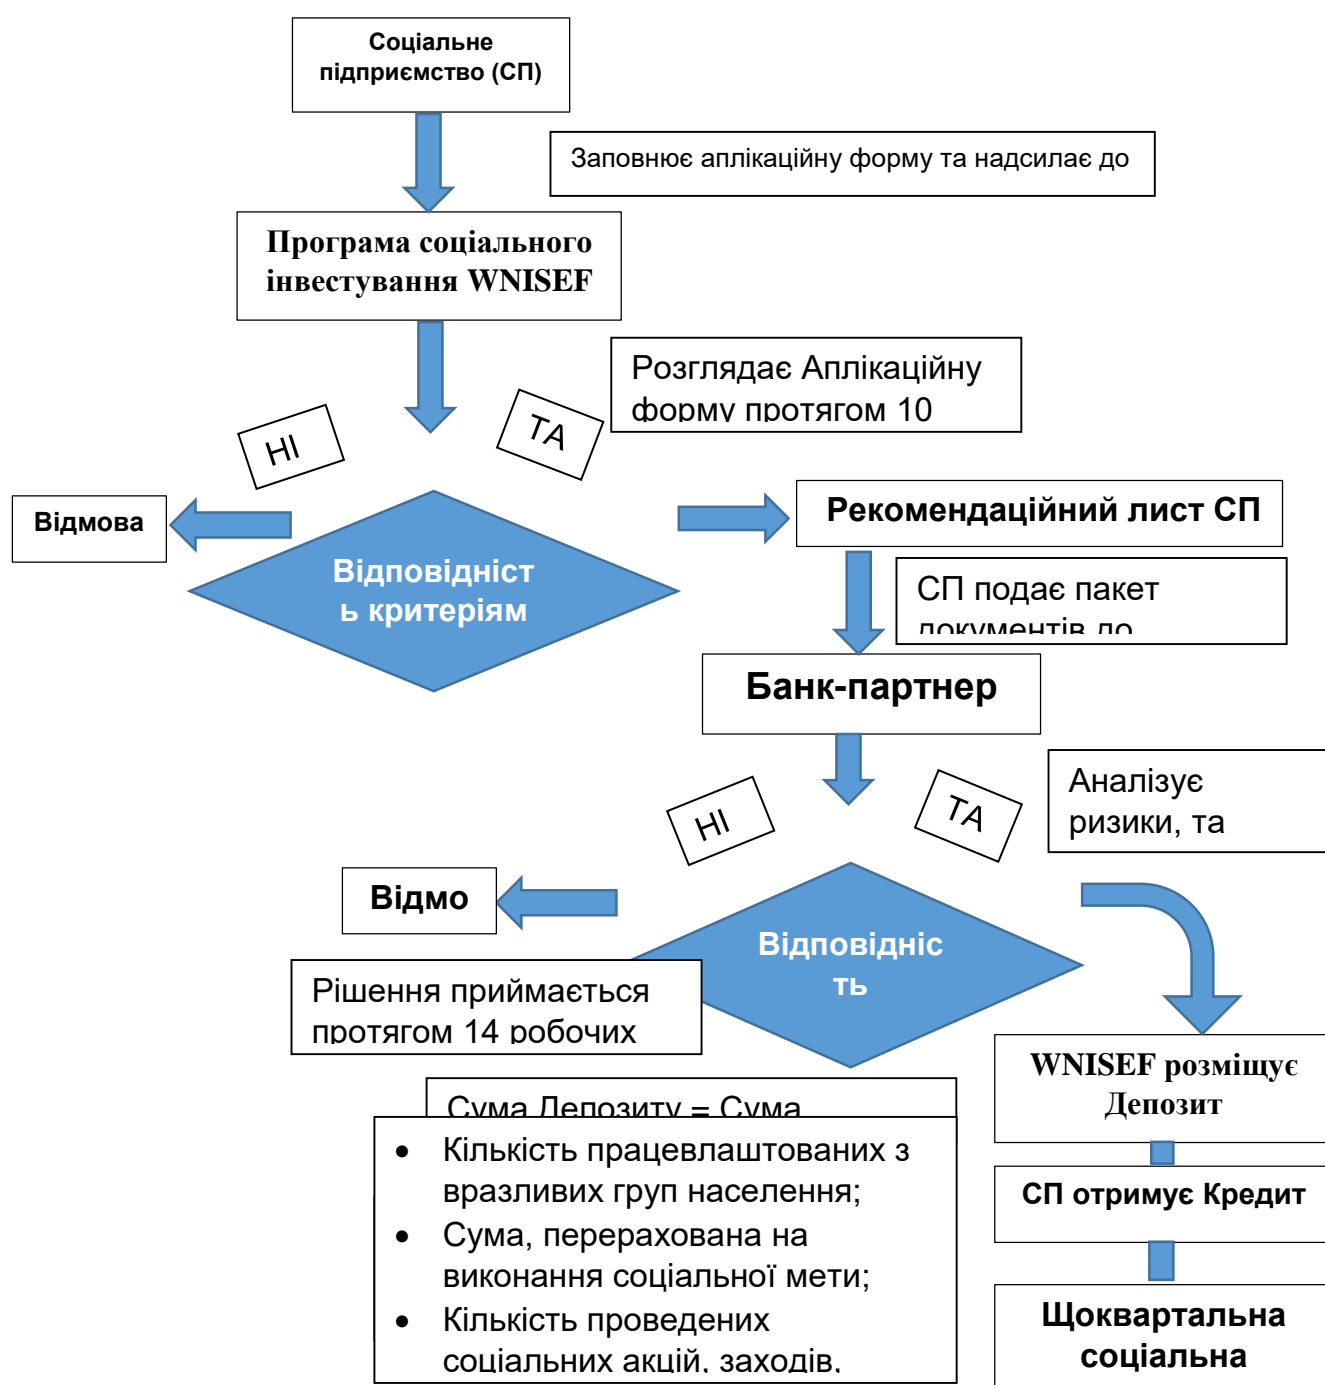 Соціальне
підприємство (СП)
Заповнює аплікаційну форму та надсилає до
Програма соціального
інвестування WNISEF
Розглядає Аплікаційну
форму протягом 10
НІ
ТА
Відмова
Рекомендаційний лист СП
Відповідніст
ь критеріям
СП подає пакет
документів до
Банк-партнер
Аналізує
ризики, та
НІ
ТА
Відмо
Відповідніс
ть
Рішення приймається
протягом 14 робочих
WNISEF розміщує
Депозит
Сума Депозиту = Сума
• Кількість працевлаштованих з
вразливих груп населення;
• Сума, перерахована на
виконання соціальної мети;
• Кількість проведених
соціальних акцій, заходів,
СП отримує Кредит
Щоквартальна
соціальна